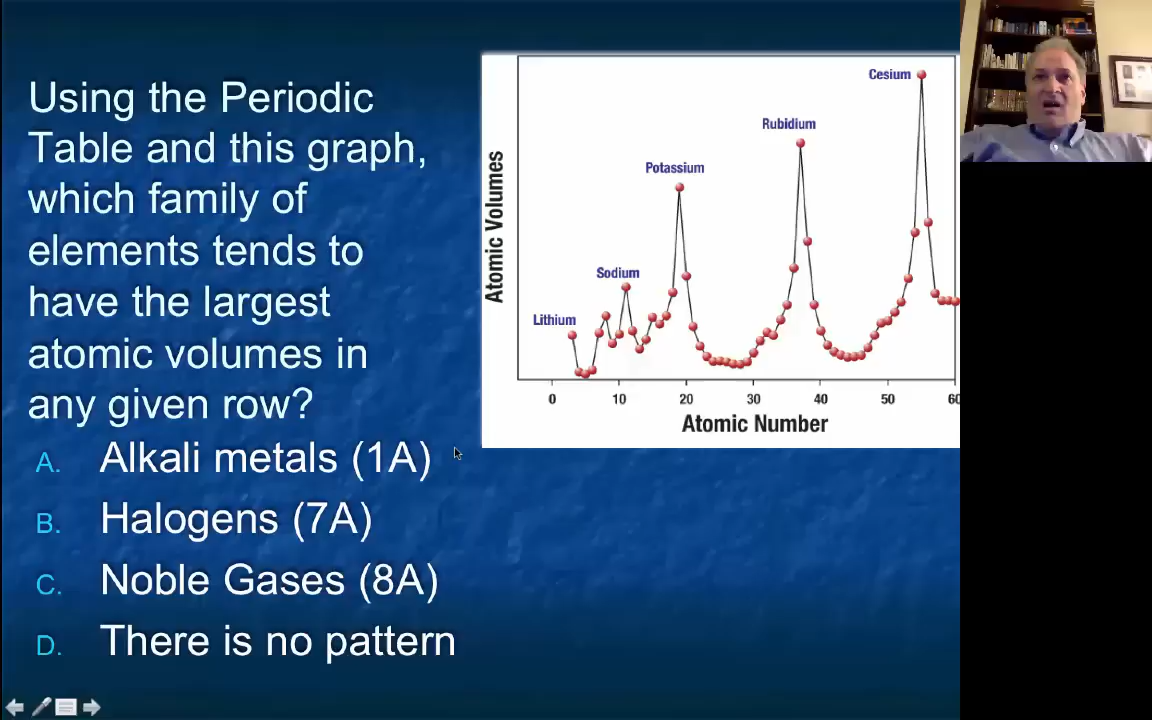 Using the Periodic
Table and this graph,
which family of
elements tends to
have the largest
atomic volumes in
any given row?
A. Alkali metals (1A)
B. Halogens (7A)
C. Noble Gases (8A)
D. There is no pattern
Atomic Volumes
Cesium
Rubidium
Potassium
Sodium
Lithium
0 10 20 30 40 50 60
Atomic Number